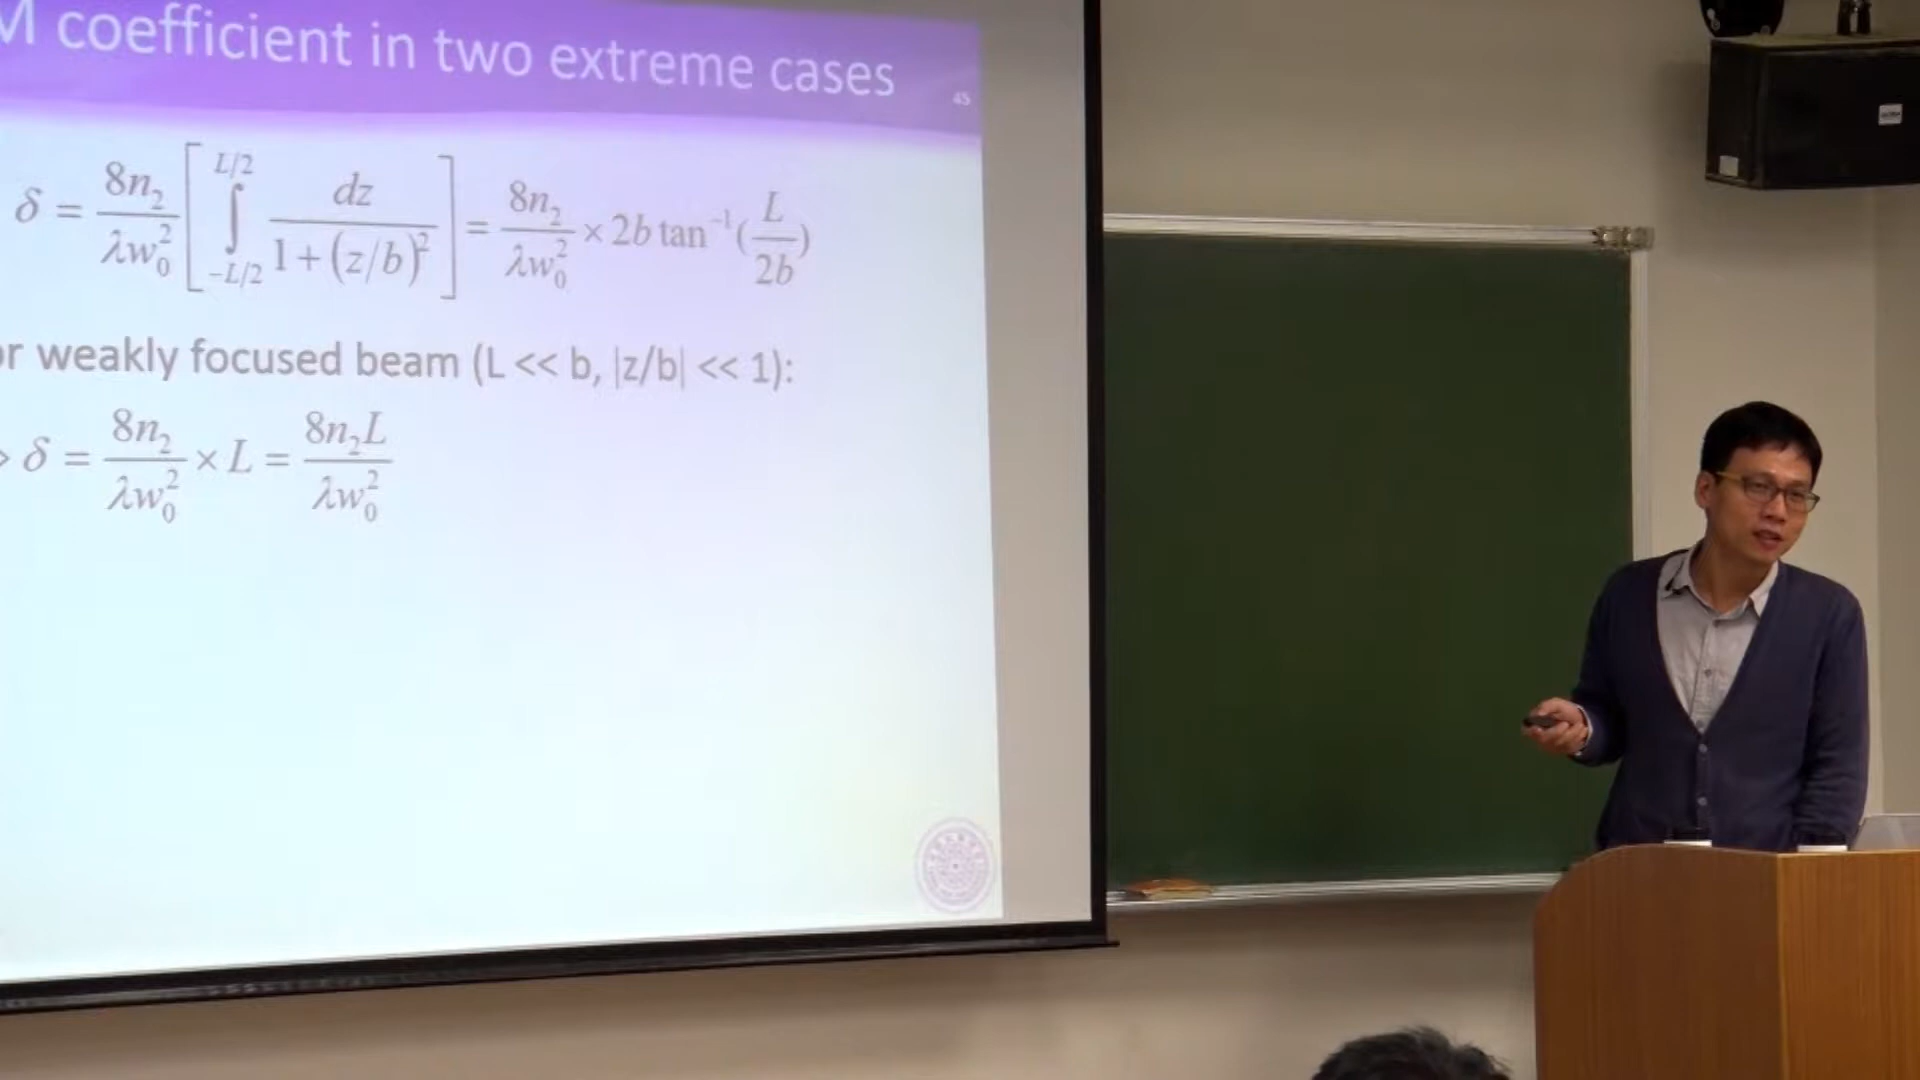 M coefficient in two extreme cases
45
δ = 8n₂/λw₀² [ ∫_{-L/2}^{L/2} dz/(1+(z/b)²) ] = 8n₂/λw₀² × 2b tan⁻¹(L/2b)
r weakly focused beam (L << b, |z/b| << 1):
δ = 8n₂/λw₀² × L = 8n₂L/λw₀²